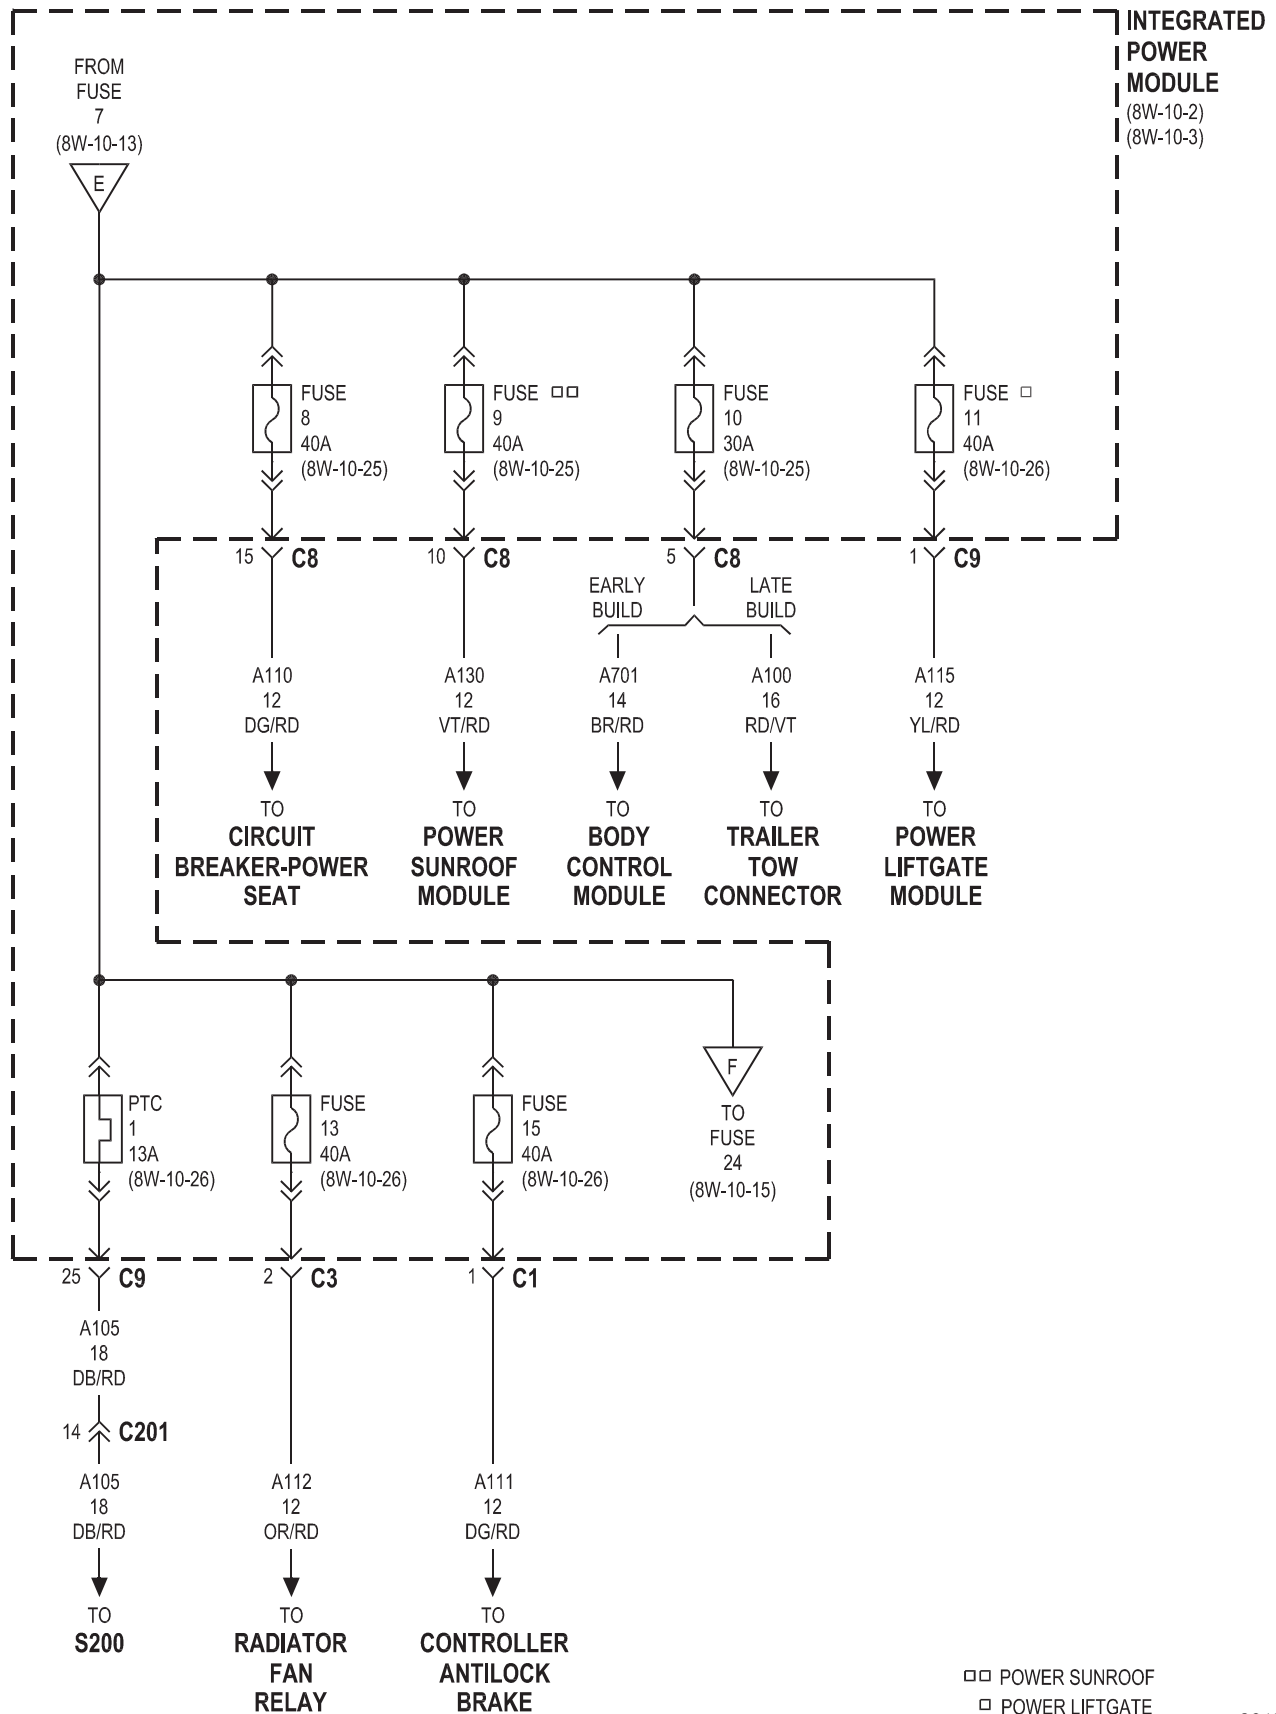 INTEGRATED
POWER
MODULE
(8W-10-2)
(8W-10-3)
FROM
FUSE
7
(8W-10-13)
E
FUSE
8
40A
(8W-10-25)
FUSE
9
40A
(8W-10-25)
FUSE
10
30A
(8W-10-25)
FUSE
11
40A
(8W-10-26)
15 C8
10 C8
5 C8
1 C9
EARLY
BUILD
LATE
BUILD
A110
12
DG/RD
TO
CIRCUIT
BREAKER-POWER
SEAT
A130
12
VT/RD
TO
POWER
SUNROOF
MODULE
A701
14
BR/RD
TO
BODY
CONTROL
MODULE
A100
16
RD/VT
TO
TRAILER
TOW
CONNECTOR
A115
12
YL/RD
TO
POWER
LIFTGATE
MODULE
PTC
1
13A
(8W-10-26)
FUSE
13
40A
(8W-10-26)
FUSE
15
40A
(8W-10-26)
F
TO
FUSE
24
(8W-10-15)
25 C9
2 C3
1 C1
A105
18
DB/RD
14 C201
A105
18
DB/RD
TO
S200
A112
12
OR/RD
TO
RADIATOR
FAN
RELAY
A111
12
DG/RD
TO
CONTROLLER
ANTILOCK
BRAKE
POWER SUNROOF
POWER LIFTGATE